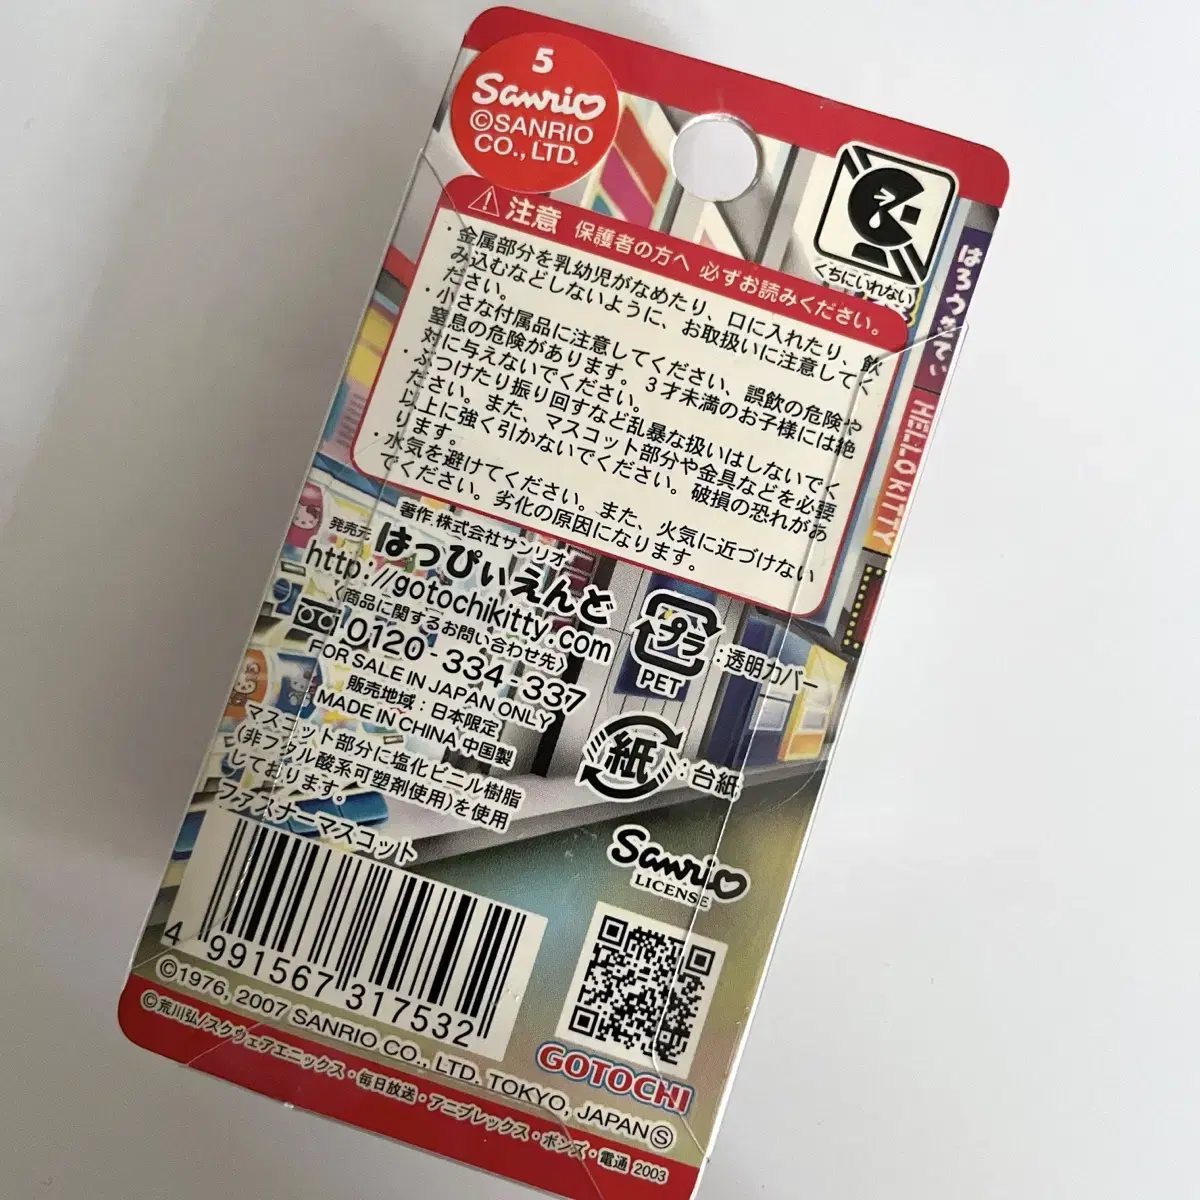 5
Sanrio
©SANRIO
CO., LTD.
くちにいれない
はろうきてぃ
HELLO KITTY
注意 保護者の方へ 必ずお読みください。
・金属部分を乳幼児がなめたり、口に入れたり、飲
み込むなどしないように、お取扱いに注意してく
ださい。
・小さな付属品に注意してください、誤飲の危険や
窒息の危険があります。3才未満のお子様には絶
対に与えないでください。
・ぶつけたり振り回すなど乱暴な扱いはしないでく
ださい。また、マスコット部分や金具などを必要
以上に強く引かないでください。破損の恐れがあ
ります。
・水気を避けてください。また、火気に近づけない
でください。劣化の原因になります。
著作 株式会社サンリオ
発売元 はっぴぃえんど
http://gotochikitty.com
〈商品に関するお問い合わせ先〉
0120-334-337
FOR SALE IN JAPAN ONLY
販売地域:日本限定
MADE IN CHINA 中国製
マスコット部分に塩化ビニル樹脂
(非フタル酸系可塑剤使用)を使用
しております。
ファスナーマスコット
プラ :透明カバー
PET
紙 :台紙
Sanrio
LICENSE
4 991567 317532
GOTOCHI
©1976, 2007 SANRIO CO., LTD. TOKYO, JAPAN Ⓢ
©荒川弘/スクウェアエニックス・毎日放送・アニプレックス・ボンズ・電通 2003